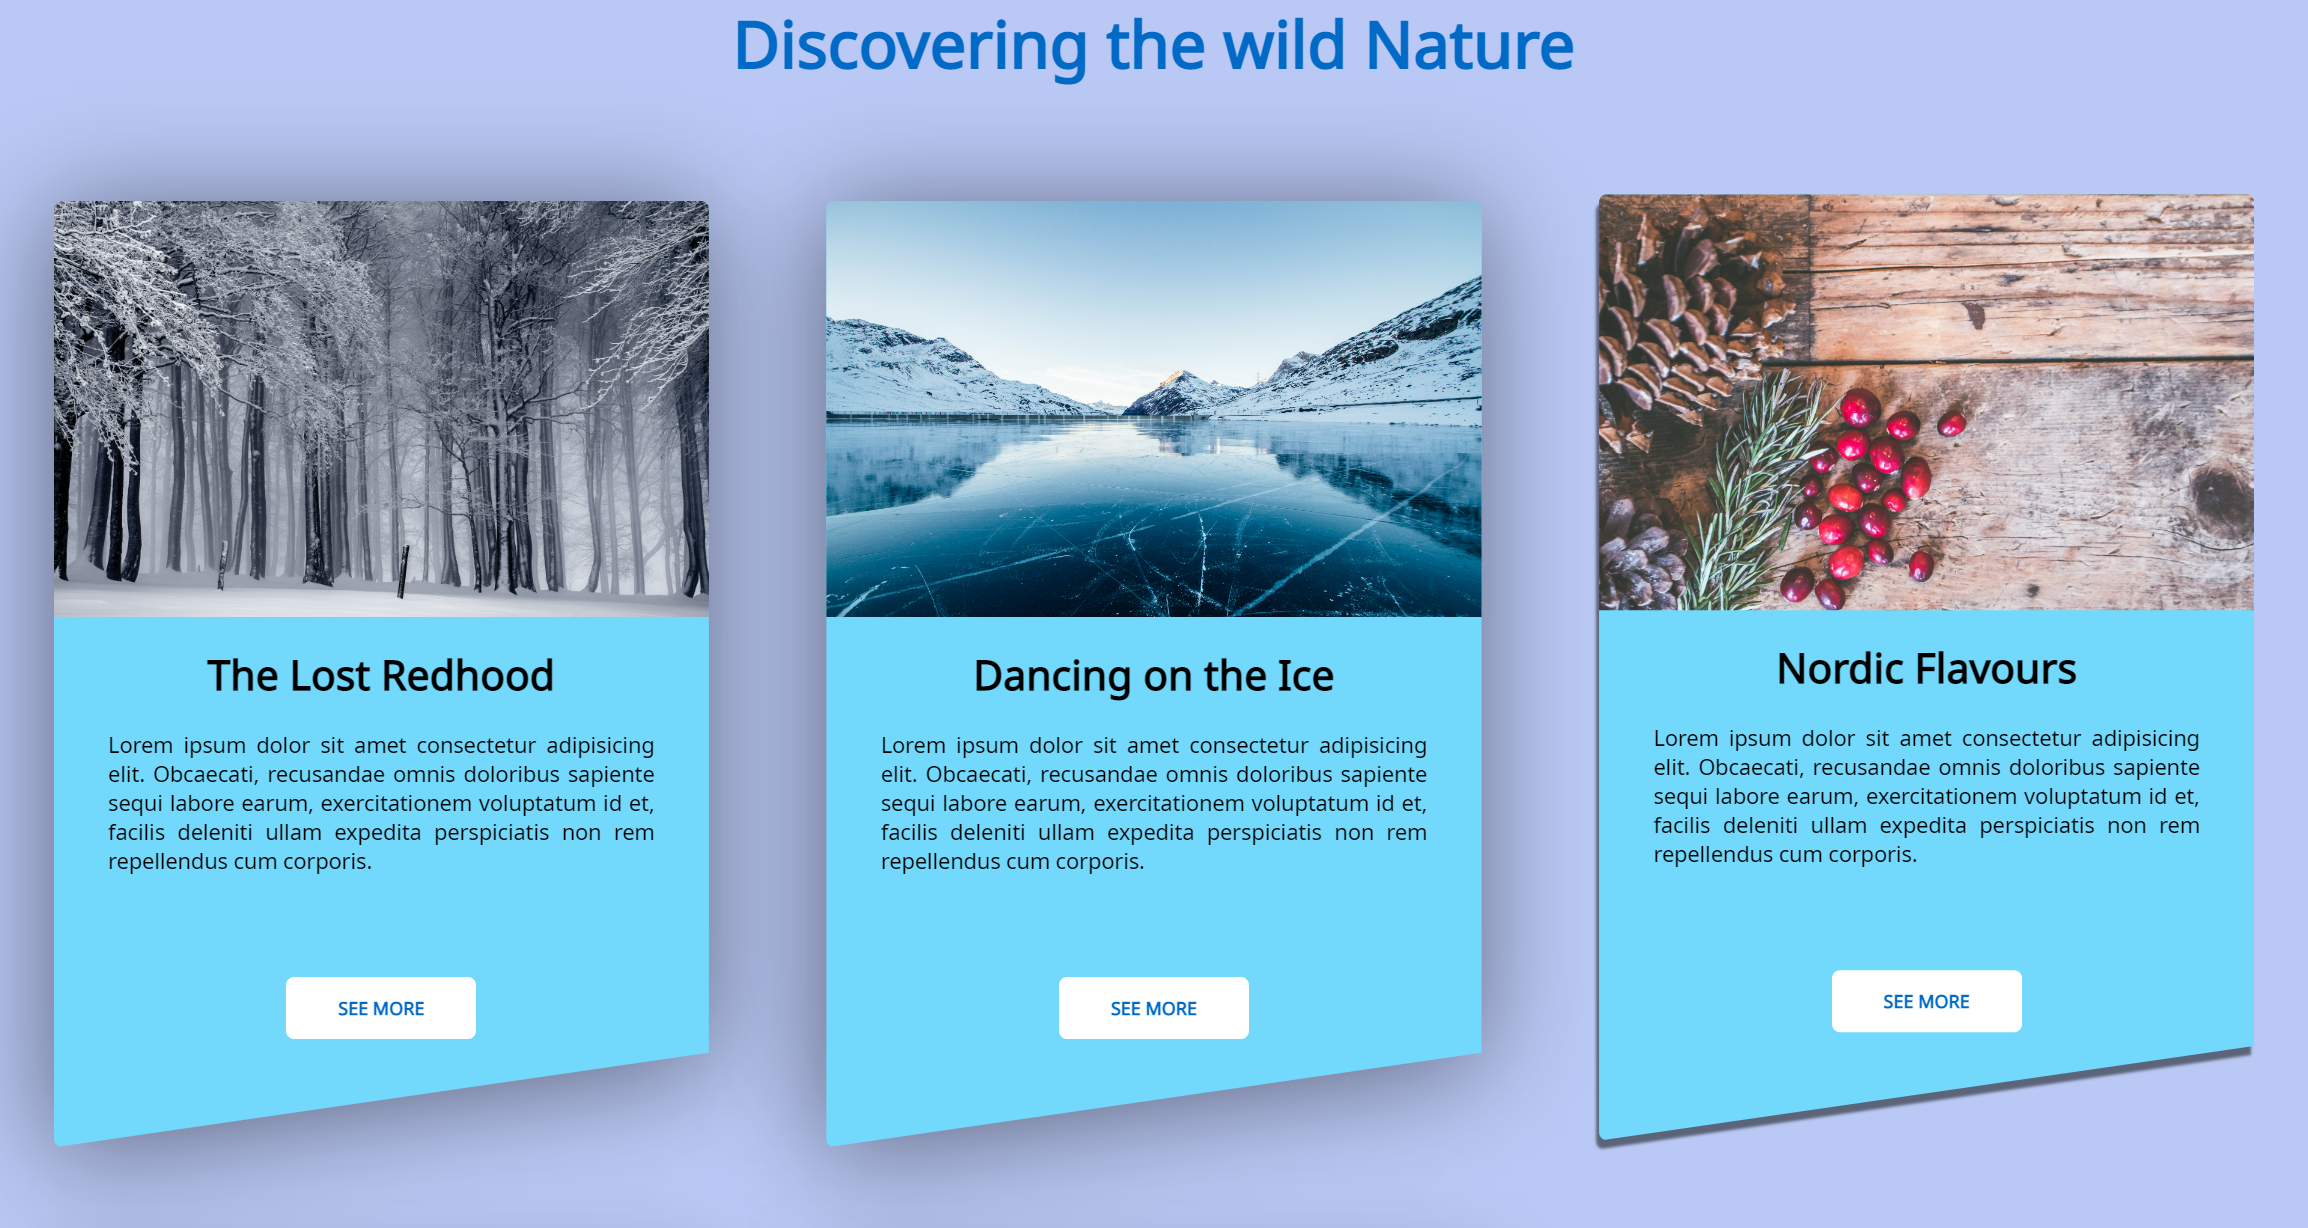 Discovering the wild Nature
The Lost Redhood
Lorem ipsum dolor sit amet consectetur adipisicing
elit. Obcaecati, recusandae omnis doloribus sapiente
sequi labore earum, exercitationem voluptatum id et,
facilis deleniti ullam expedita perspiciatis non rem
repellendus cum corporis.
SEE MORE
Dancing on the Ice
Lorem ipsum dolor sit amet consectetur adipisicing
elit. Obcaecati, recusandae omnis doloribus sapiente
sequi labore earum, exercitationem voluptatum id et,
facilis deleniti ullam expedita perspiciatis non rem
repellendus cum corporis.
SEE MORE
Nordic Flavours
Lorem ipsum dolor sit amet consectetur adipisicing
elit. Obcaecati, recusandae omnis doloribus sapiente
sequi labore earum, exercitationem voluptatum id et,
facilis deleniti ullam expedita perspiciatis non rem
repellendus cum corporis.
SEE MORE